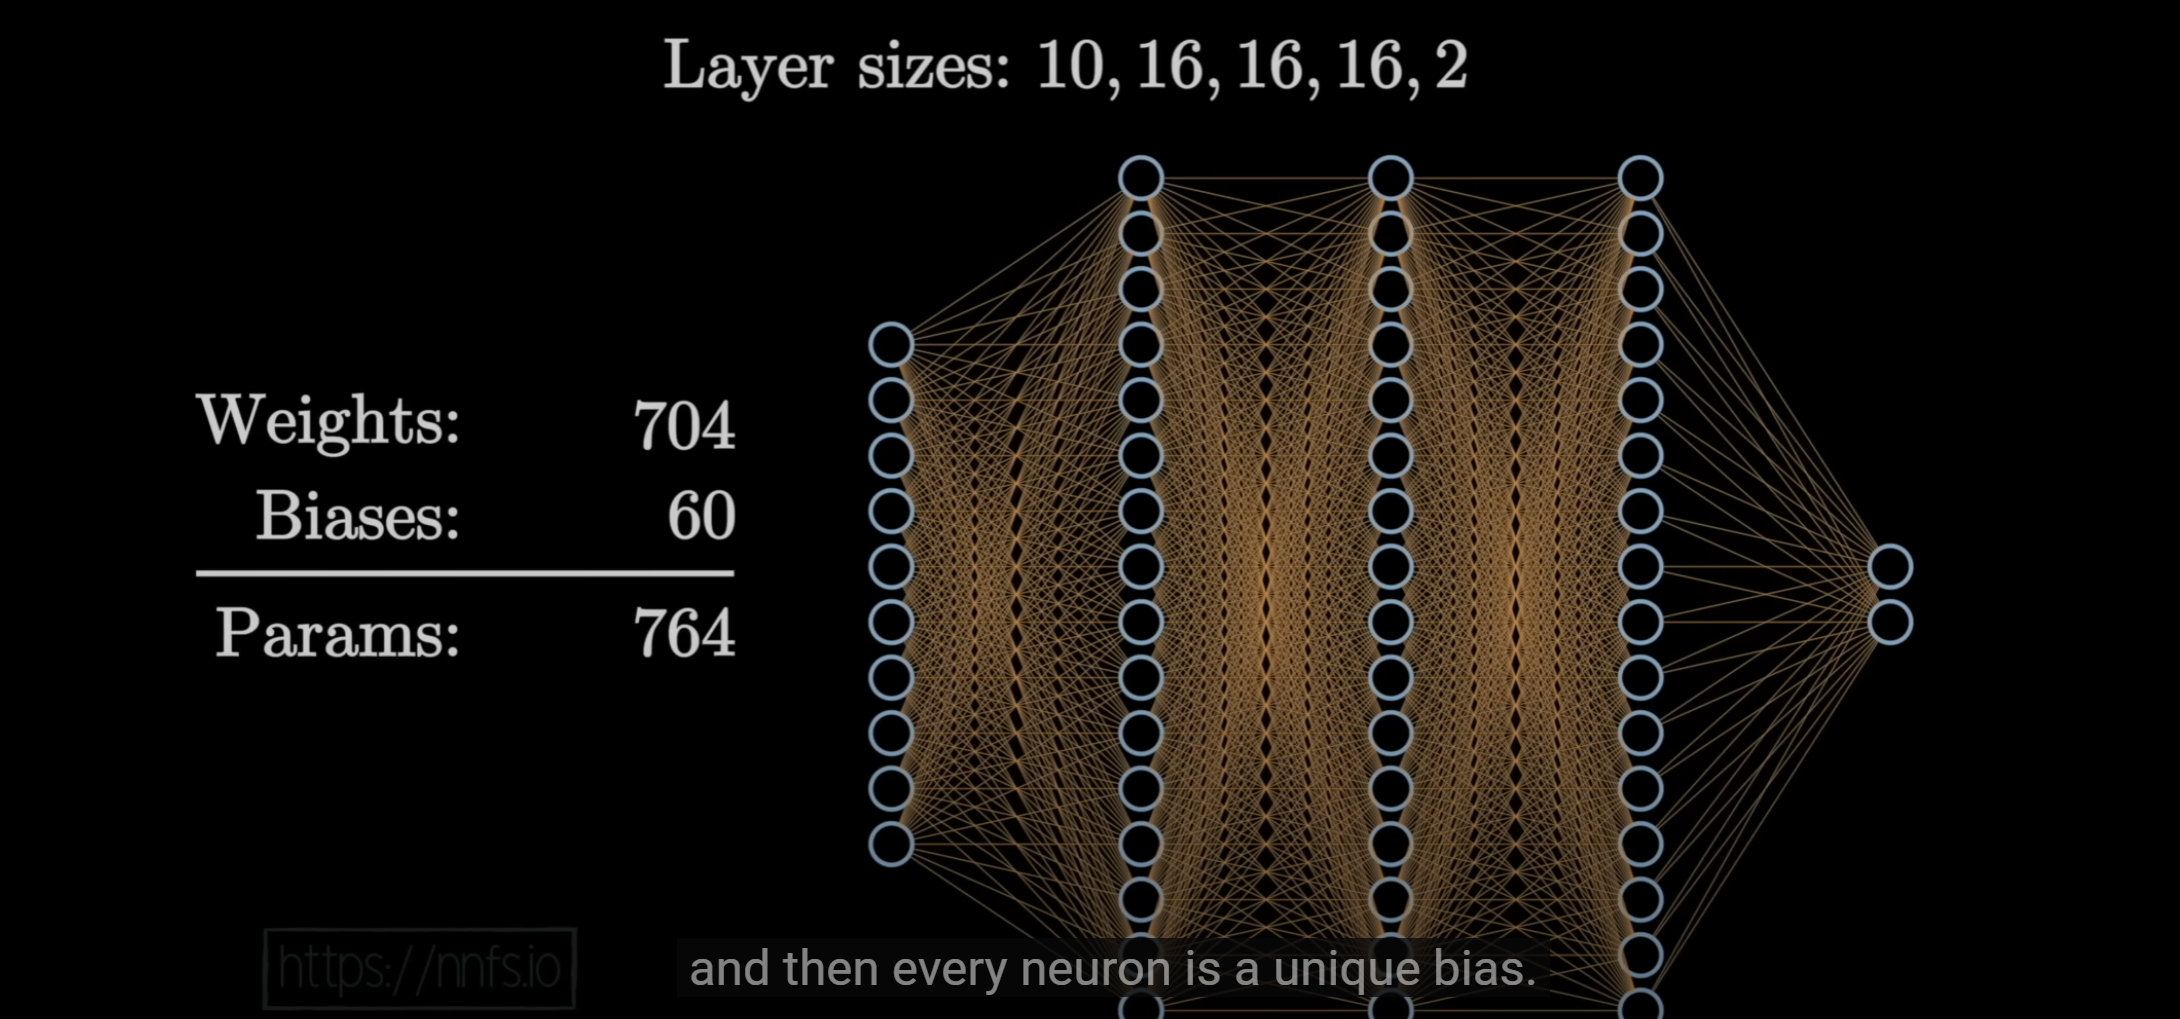 Layer sizes: 10, 16, 16, 16, 2
Weights: 704
Biases: 60
Params: 764
https://nnfs.io
and then every neuron is a unique bias.